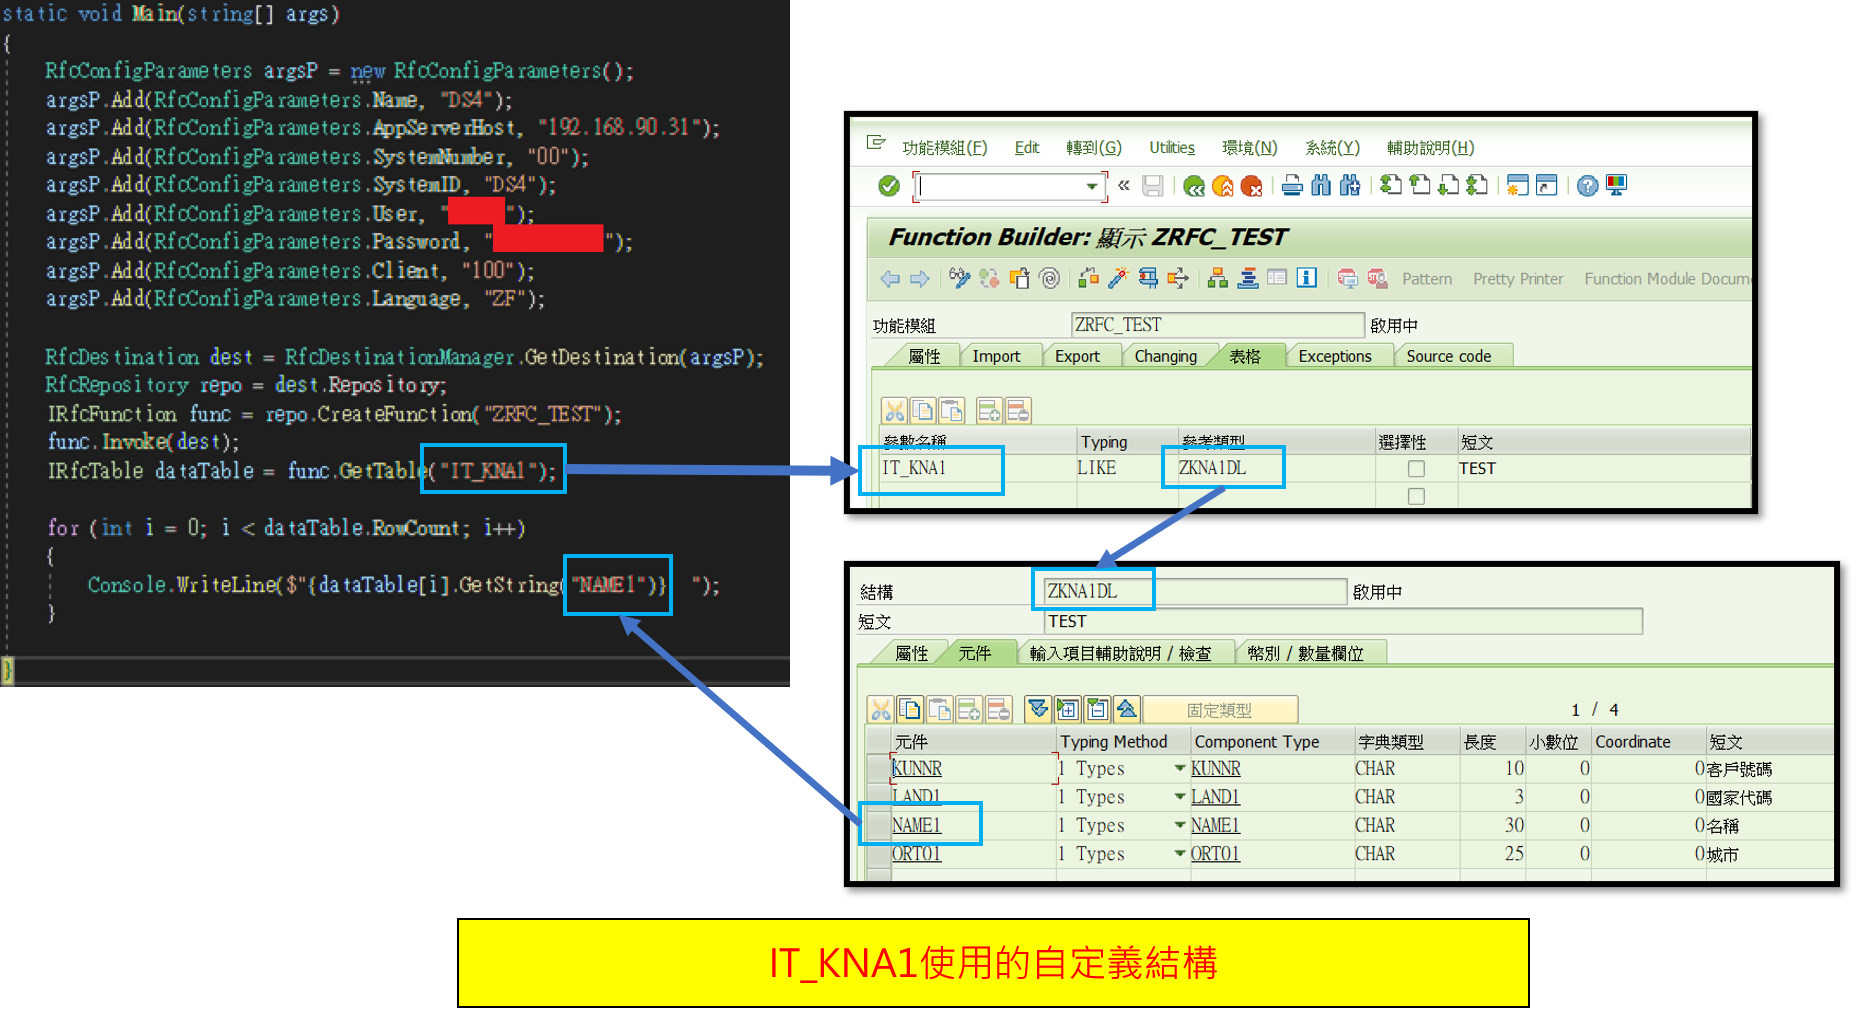 static void Main(string[] args)
{
RfcConfigParameters argsP = new RfcConfigParameters();
argsP.Add(RfcConfigParameters.Name, "DS4");
argsP.Add(RfcConfigParameters.AppServerHost, "192.168.90.31");
argsP.Add(RfcConfigParameters.SystemNumber, "00");
argsP.Add(RfcConfigParameters.SystemID, "DS4");
argsP.Add(RfcConfigParameters.User, "");
argsP.Add(RfcConfigParameters.Password, "");
argsP.Add(RfcConfigParameters.Client, "100");
argsP.Add(RfcConfigParameters.Language, "ZF");
RfcDestination dest = RfcDestinationManager.GetDestination(argsP);
RfcRepository repo = dest.Repository;
IRfcFunction func = repo.CreateFunction("ZRFC_TEST");
func.Invoke(dest);
IRfcTable dataTable = func.GetTable("IT_KNA1");
for (int i = 0; i < dataTable.RowCount; i++)
{
Console.WriteLine($"{dataTable[i].GetString("NAME1")} ");
}
}
功能模組(F) Edit 轉到(G) Utilities 環境(N) 系統(Y) 輔助說明(H)
Function Builder: 顯示 ZRFC_TEST
Pattern Pretty Printer Function Module Docume
功能模組 ZRFC_TEST 啟用中
屬性 Import Export Changing 表格 Exceptions Source code
參數名稱 Typing 參考類型 選擇性 短文
IT_KNA1 LIKE ZKNA1DL TEST
結構 ZKNA1DL 啟用中
短文 TEST
屬性 元件 輸入項目輔助說明 / 檢查 幣別 / 數量欄位
固定類型 1 / 4
元件 Typing Method Component Type 字典類型 長度 小數位 Coordinate 短文
KUNNR 1 Types KUNNR CHAR 10 0 0 客戶號碼
LAND1 1 Types LAND1 CHAR 3 0 0 國家代碼
NAME1 1 Types NAME1 CHAR 30 0 0 名稱
ORT01 1 Types ORT01 CHAR 25 0 0 城市
IT_KNA1使用的自定義結構